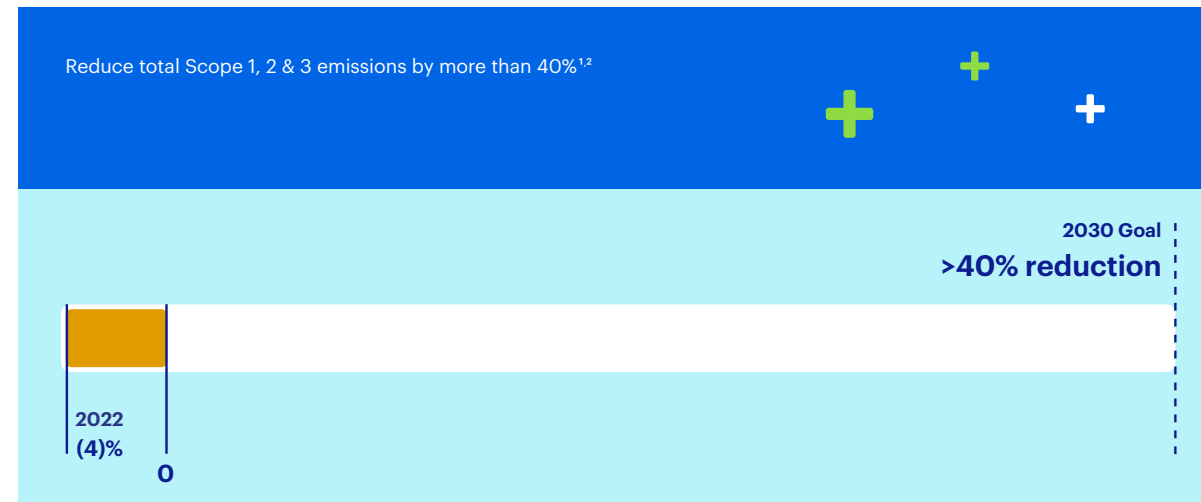 Reduce total Scope 1, 2 & 3 emissions by more than 40%¹,²
2030 Goal
>40% reduction
2022
(4)%
0